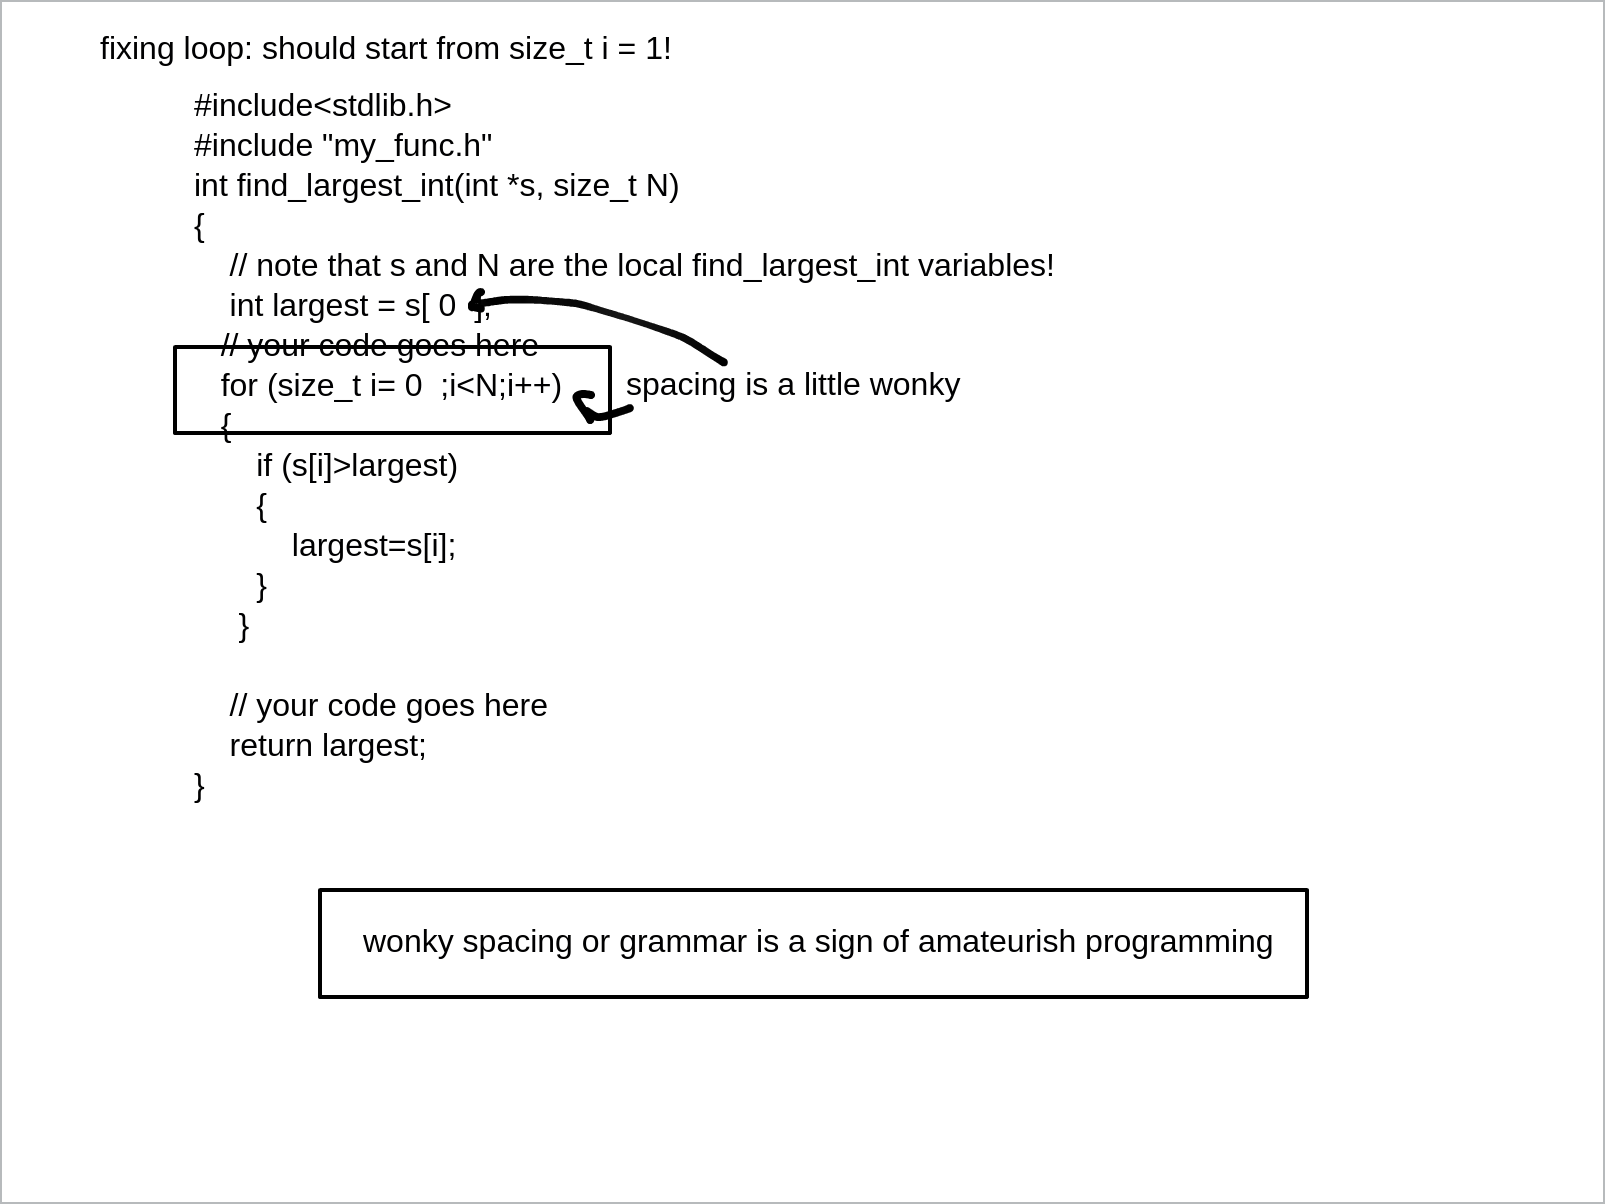 fixing loop: should start from size_t i = 1!
#include<stdlib.h>
#include "my_func.h"
int find_largest_int(int *s, size_t N)
{
    // note that s and N are the local find_largest_int variables!
    int largest = s[ 0  ];
   // your code goes here
   for (size_t i= 0  ;i<N;i++)
spacing is a little wonky
   {
       if (s[i]>largest)
       {
           largest=s[i];
       }
     }

    // your code goes here
    return largest;
}
wonky spacing or grammar is a sign of amateurish programming